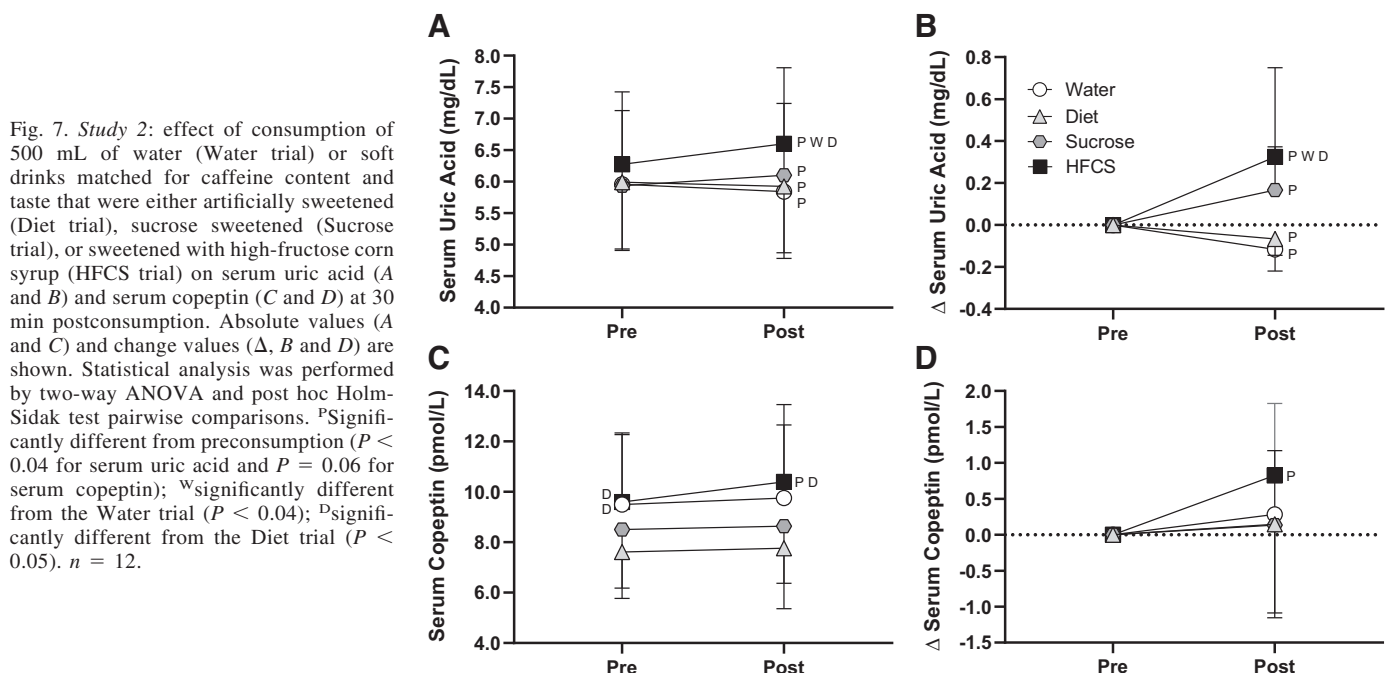 Fig. 7. Study 2: effect of consumption of
500 mL of water (Water trial) or soft
drinks matched for caffeine content and
taste that were either artificially sweetened
(Diet trial), sucrose sweetened (Sucrose
trial), or sweetened with high-fructose corn
syrup (HFCS trial) on serum uric acid (A
and B) and serum copeptin (C and D) at 30
min postconsumption. Absolute values (A
and C) and change values (Δ, B and D) are
shown. Statistical analysis was performed
by two-way ANOVA and post hoc Holm-
Sidak test pairwise comparisons. ᴾSignifi-
cantly different from preconsumption (P <
0.04 for serum uric acid and P = 0.06 for
serum copeptin); ᵂsignificantly different
from the Water trial (P < 0.04); ᴰsignifi-
cantly different from the Diet trial (P <
0.05). n = 12.
A
Serum Uric Acid (mg/dL)
8.0
7.5
7.0
6.5
6.0
5.5
5.0
4.5
4.0
P W D
P
P
P
Pre Post
B
Δ Serum Uric Acid (mg/dL)
0.8
0.6
0.4
0.2
0.0
-0.2
-0.4
Water
Diet
Sucrose
HFCS
P W D
P
P
P
Pre Post
C
Serum Copeptin (pmol/L)
14.0
12.0
10.0
8.0
6.0
4.0
D
D
P D
Pre Post
D
Δ Serum Copeptin (pmol/L)
2.0
1.5
1.0
0.5
0.0
-0.5
-1.0
-1.5
P
Pre Post